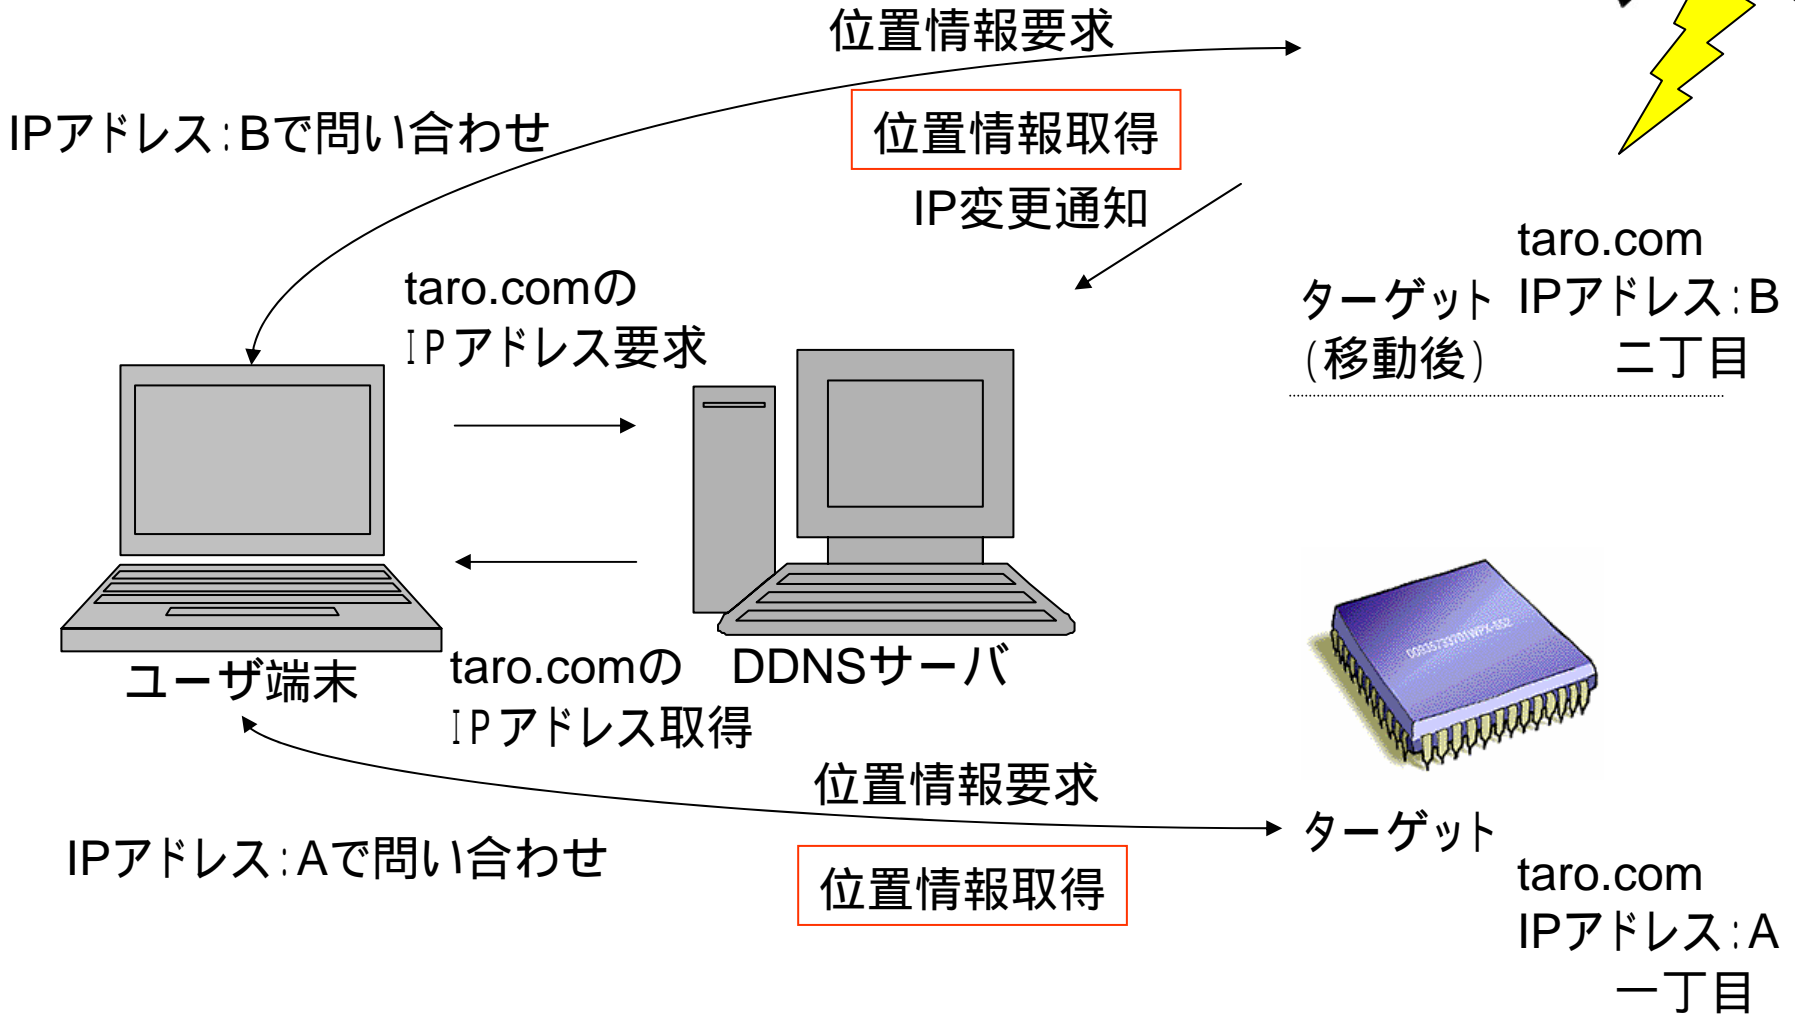 位置情報要求
IPアドレス:Bで問い合わせ
位置情報取得
IP変更通知
taro.com
IPアドレス:B
二丁目
ターゲット
(移動後)
taro.comの
IPアドレス要求
ユーザ端末
DDNSサーバ
taro.comの
IPアドレス取得
位置情報要求
IPアドレス:Aで問い合わせ
位置情報取得
ターゲット
taro.com
IPアドレス:A
一丁目